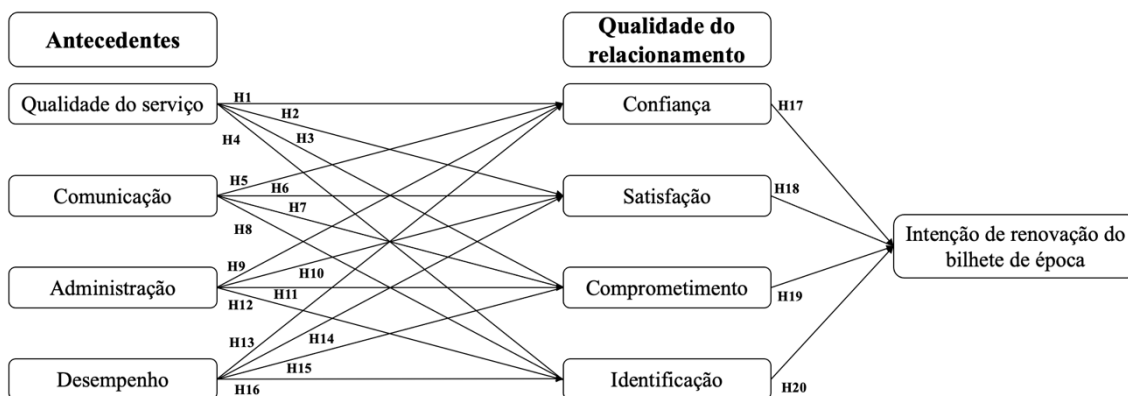 Antecedentes
Qualidade do
relacionamento
Qualidade do serviço
Confiança
H1
H2
H3
H4
H17
Comunicação
Satisfação
H5
H6
H7
H8
H18
Intenção de renovação do
bilhete de época
Administração
Comprometimento
H9
H10
H11
H12
H19
Desempenho
Identificação
H13
H14
H15
H16
H20